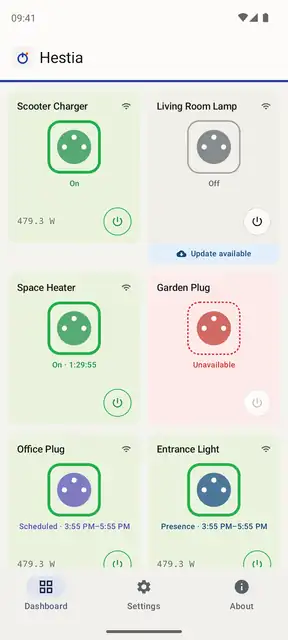 09:41
Hestia
Scooter Charger
On
479.3 W
Living Room Lamp
Off
Update available
Space Heater
On · 1:29:55
Garden Plug
Unavailable
Office Plug
Scheduled · 3:55 PM–5:55 PM
479.3 W
Entrance Light
Presence · 3:55 PM–5:55 PM
479.3 W
Dashboard
Settings
About